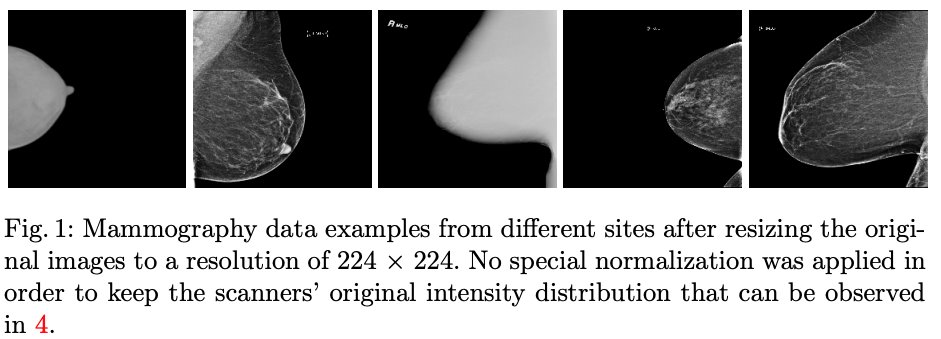 R MLO
Fig. 1: Mammography data examples from different sites after resizing the origi-
nal images to a resolution of 224 × 224. No special normalization was applied in
order to keep the scanners' original intensity distribution that can be observed
in 4.